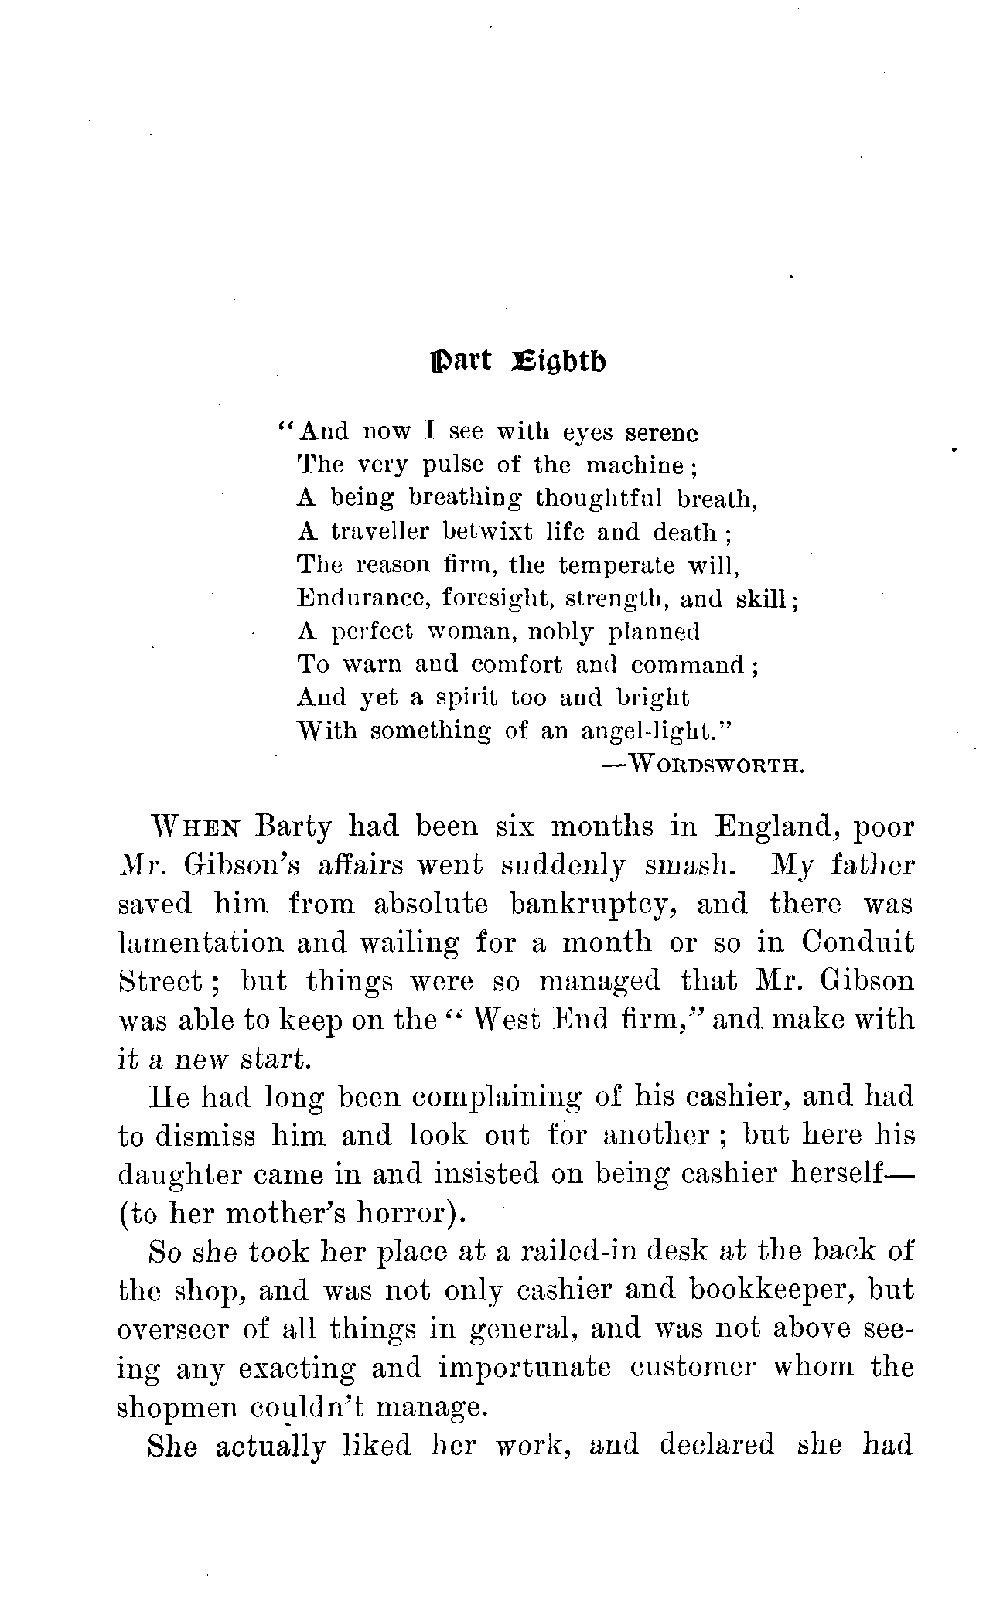 Part Eighth
“And now I see with eyes serene
The very pulse of the machine ;
A being breathing thoughtful breath,
A traveller betwixt life and death ;
The reason firm, the temperate will,
Endurance, foresight, strength, and skill ;
A perfect woman, nobly planned
To warn and comfort and command ;
And yet a spirit too and bright
With something of an angel-light.”
—WORDSWORTH.
WHEN Barty had been six months in England, poor
Mr. Gibson’s affairs went suddenly smash. My father
saved him from absolute bankruptcy, and there was
lamentation and wailing for a month or so in Conduit
Street ; but things were so managed that Mr. Gibson
was able to keep on the “ West End firm,” and make with
it a new start.
He had long been complaining of his cashier, and had
to dismiss him and look out for another ; but here his
daughter came in and insisted on being cashier herself—
(to her mother’s horror).
So she took her place at a railed-in desk at the back of
the shop, and was not only cashier and bookkeeper, but
overseer of all things in general, and was not above see-
ing any exacting and importunate customer whom the
shopmen couldn’t manage.
She actually liked her work, and declared she had